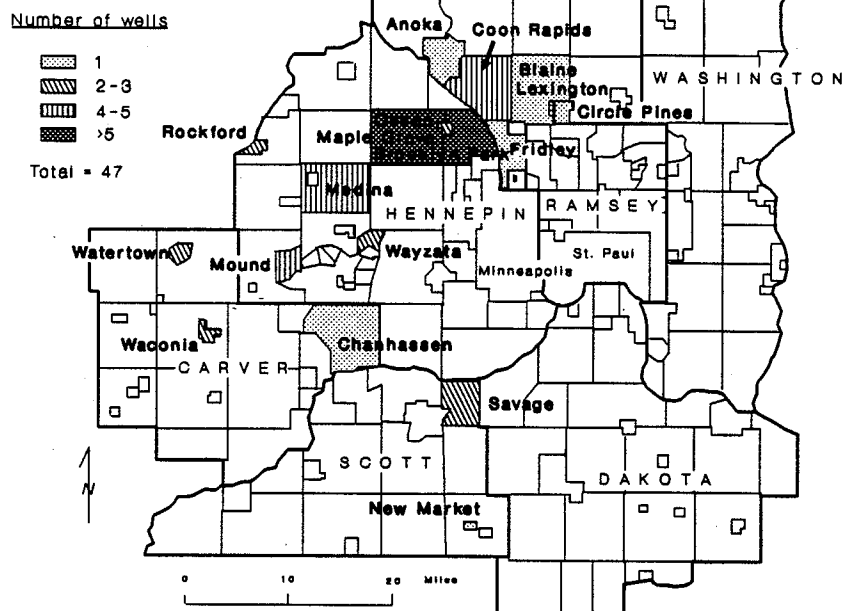 Number of wells
1
2-3
4-5
>5
Total = 47
Anoka
Coon Rapids
Blaine
WASHINGTON
Lexington
Circle Pines
Rockford
Maple Grove
Park
Fridley
Medina
HENNEPIN
RAMSEY
Watertown
Mound
Wayzata
St. Paul
Minneapolis
Waconia
Chanhassen
CARVER
Savage
SCOTT
DAKOTA
N
New Market
0 10 20 Miles